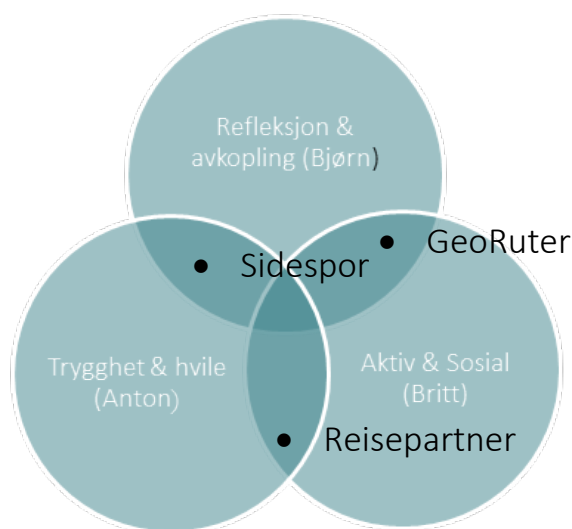 Refleksjon &
avkopling (Bjørn)
• GeoRuter
• Sidespor
Trygghet & hvile
(Anton)
Aktiv & Sosial
(Britt)
• Reisepartner